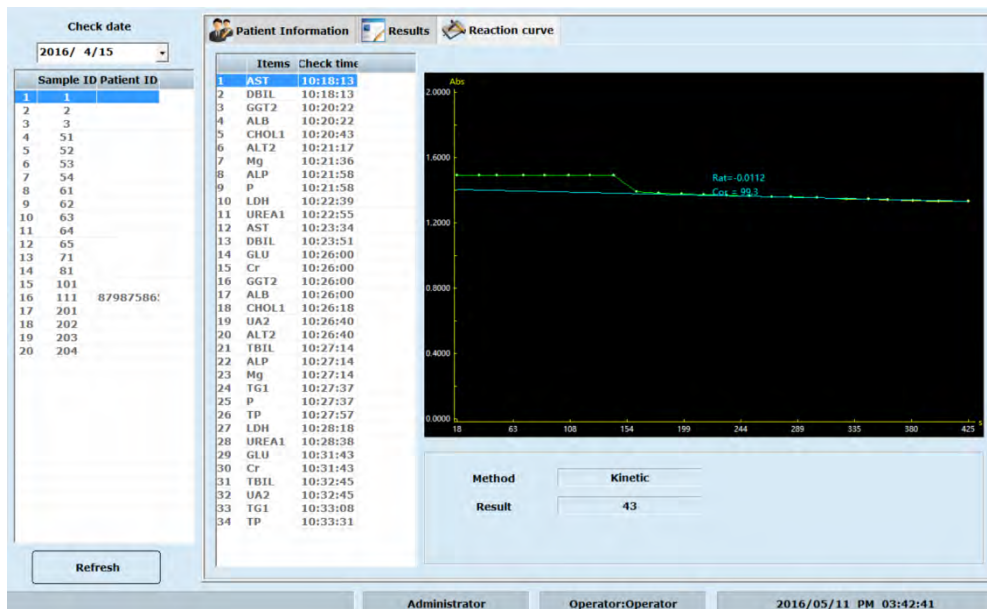 Check date
2016/ 4/15
Sample ID Patient ID
1 1
2 2
3 3
4 51
5 52
6 53
7 54
8 61
9 62
10 63
11 64
12 65
13 71
14 81
15 101
16 111 87987586
17 201
18 202
19 203
20 204
Refresh
Patient Information Results Reaction curve
Items Check time
1 AST 10:18:13
2 DBIL 10:18:13
3 GGT2 10:20:22
4 ALB 10:20:22
5 CHOL1 10:20:43
6 ALT2 10:21:17
7 Mg 10:21:36
8 ALP 10:21:58
9 P 10:21:58
10 LDH 10:22:39
11 UREA1 10:22:55
12 AST 10:23:34
13 DBIL 10:23:51
14 GLU 10:26:00
15 Cr 10:26:00
16 GGT2 10:26:00
17 ALB 10:26:00
18 CHOL1 10:26:18
19 UA2 10:26:40
20 ALT2 10:26:40
21 TBIL 10:27:14
22 ALP 10:27:14
23 Mg 10:27:14
24 TG1 10:27:37
25 P 10:27:37
26 TP 10:27:57
27 LDH 10:28:18
28 UREA1 10:28:38
29 GLU 10:31:43
30 Cr 10:31:43
31 TBIL 10:32:45
32 UA2 10:32:45
33 TG1 10:33:08
34 TP 10:33:31
Abs
2.0000
1.6000
Rat=-0.0112
Cor = 99.3
1.2000
0.8000
0.4000
0.0000
18 63 108 154 199 244 289 335 380 425 s
Method Kinetic
Result 43
Administrator Operator:Operator 2016/05/11 PM 03:42:41